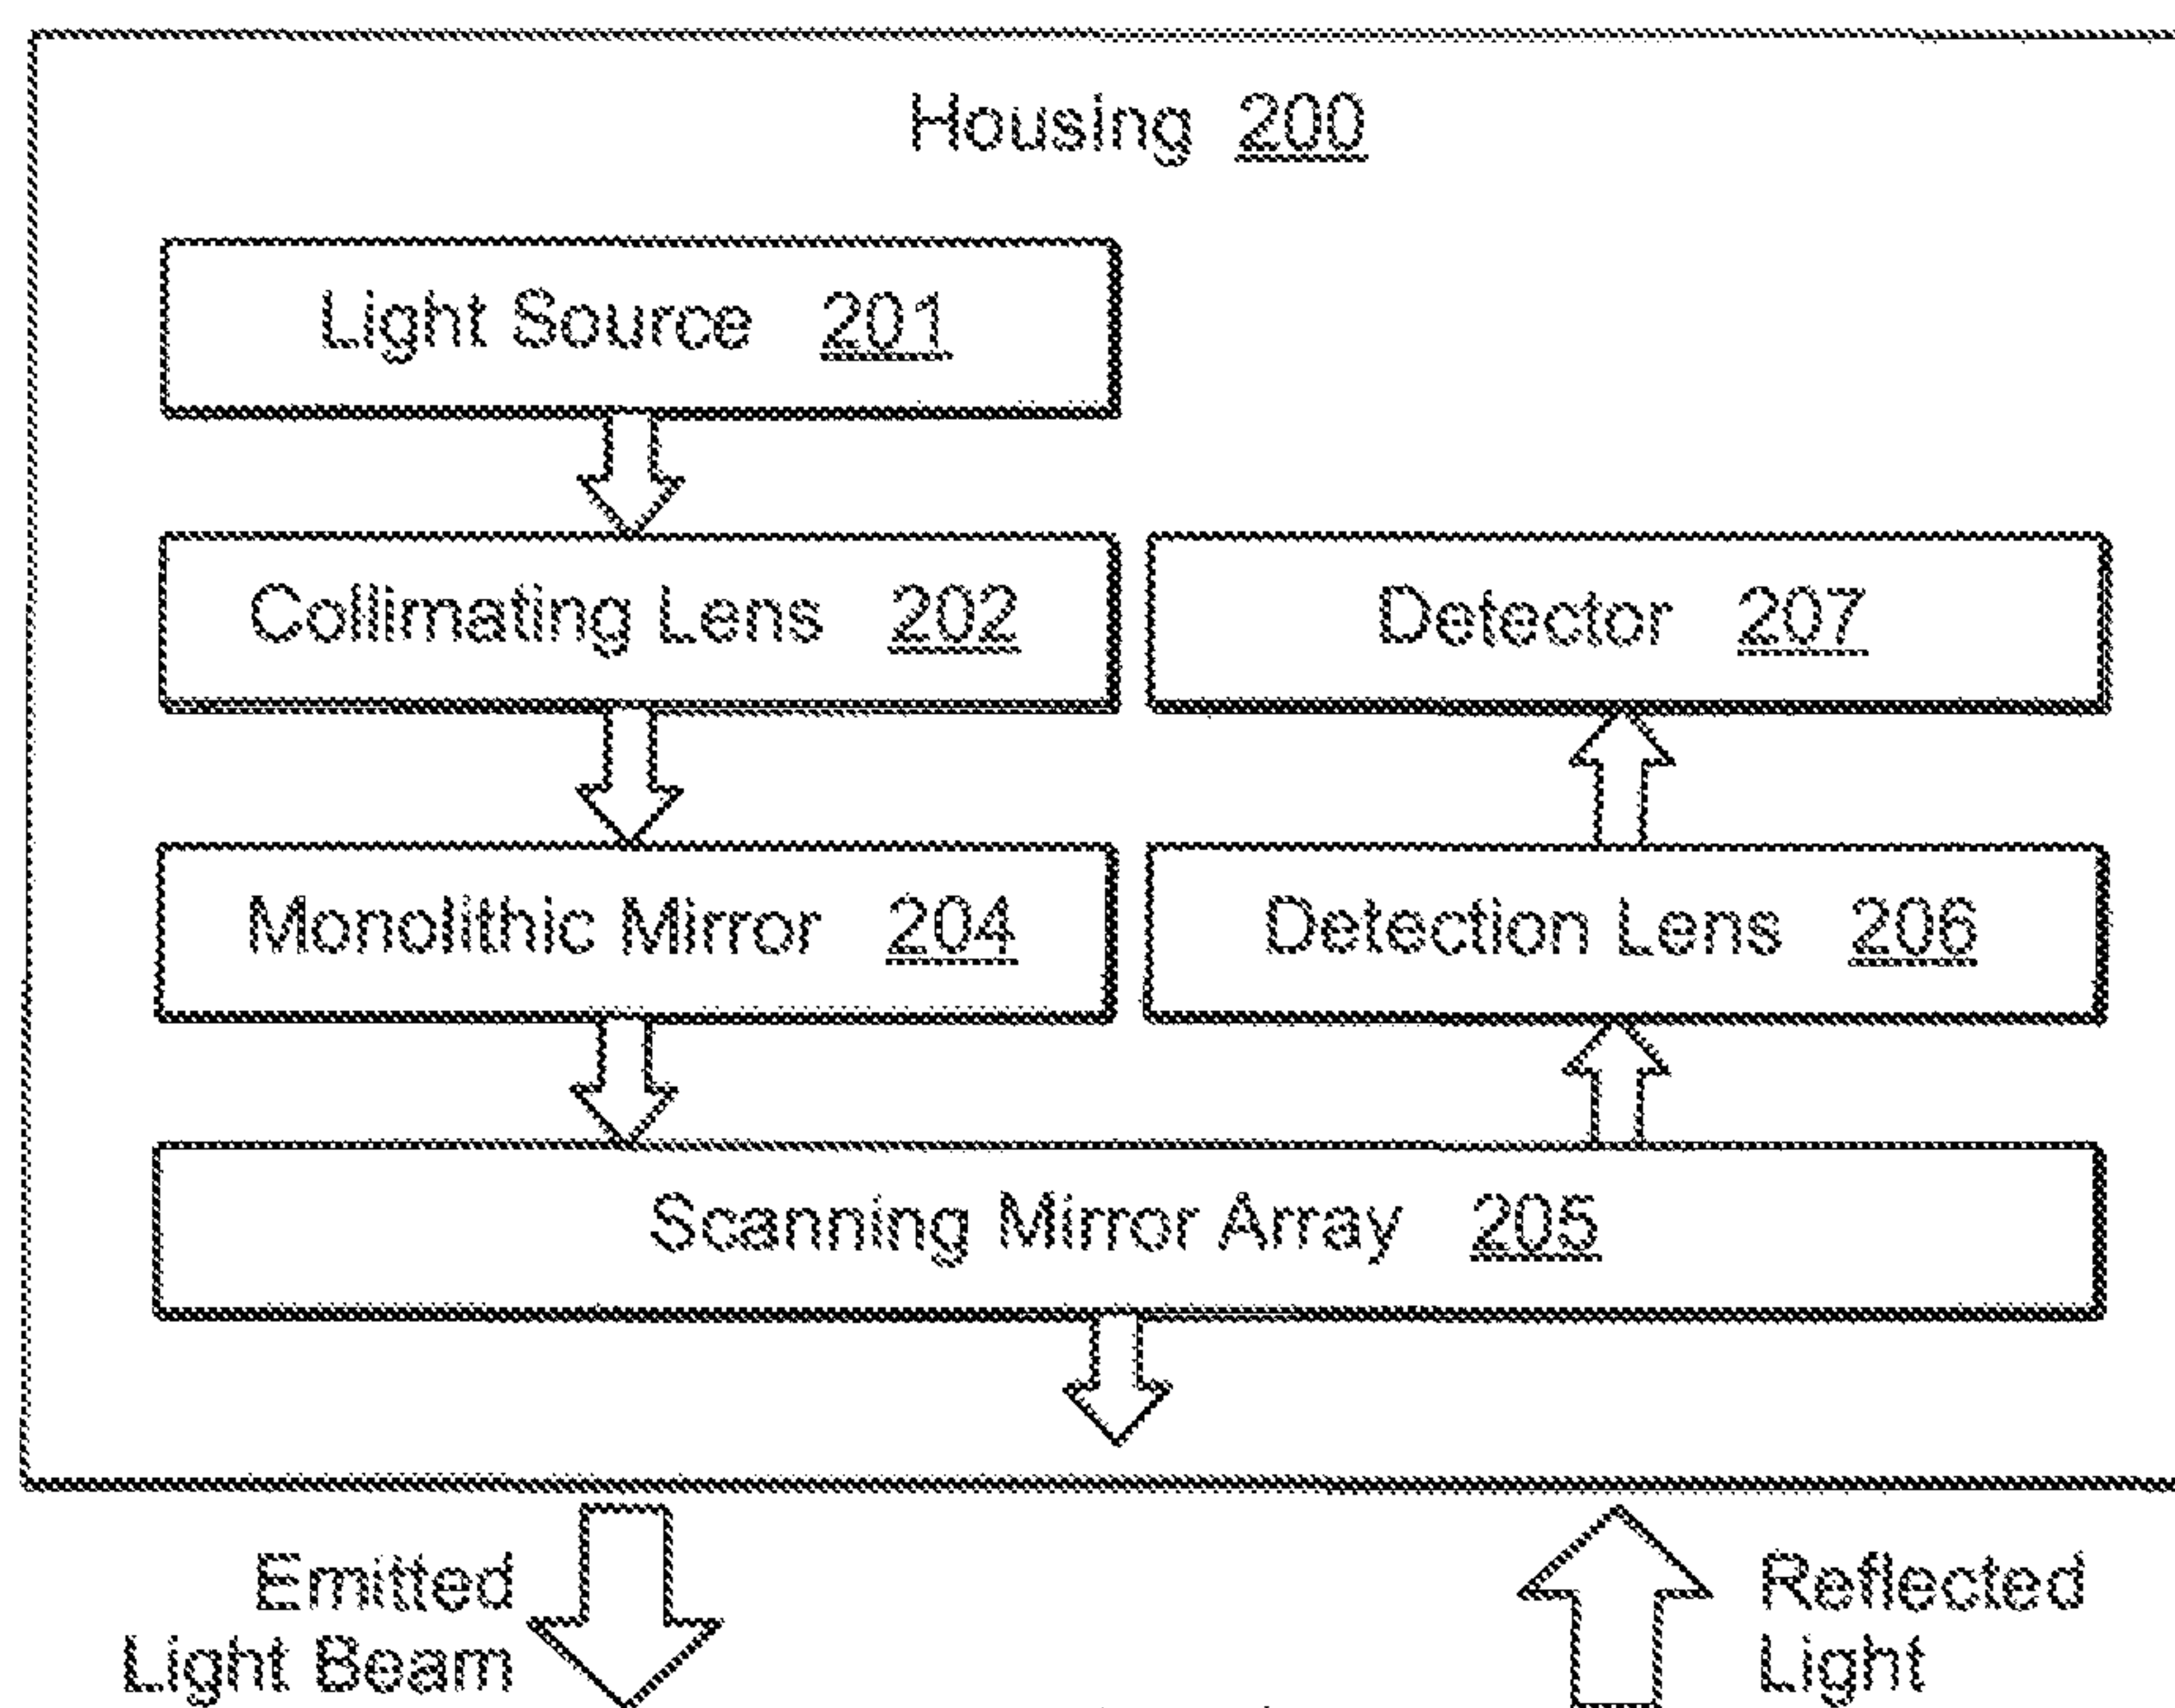 Housing 200
Light Source 201
Collimating Lens 202
Detector 207
Monolithic Mirror 204
Detection Lens 206
Scanning Mirror Array 205
Emitted
Light Beam
Reflected
Light